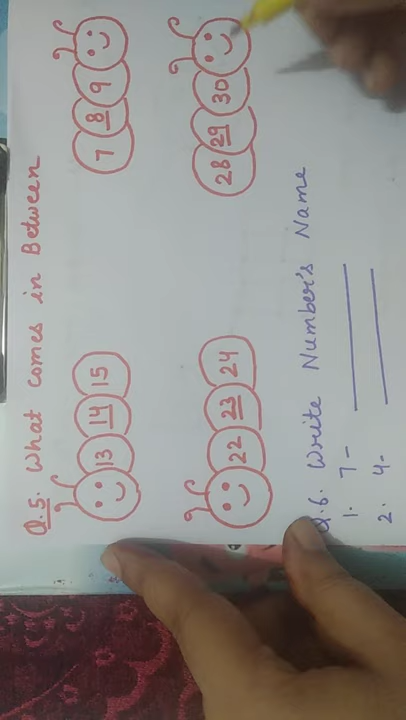 Q.5. What comes in Between
13 14 15
7 8 9
22 23 24
28 29 30
Q.6. Write Number's Name
1. 7-
2. 4-